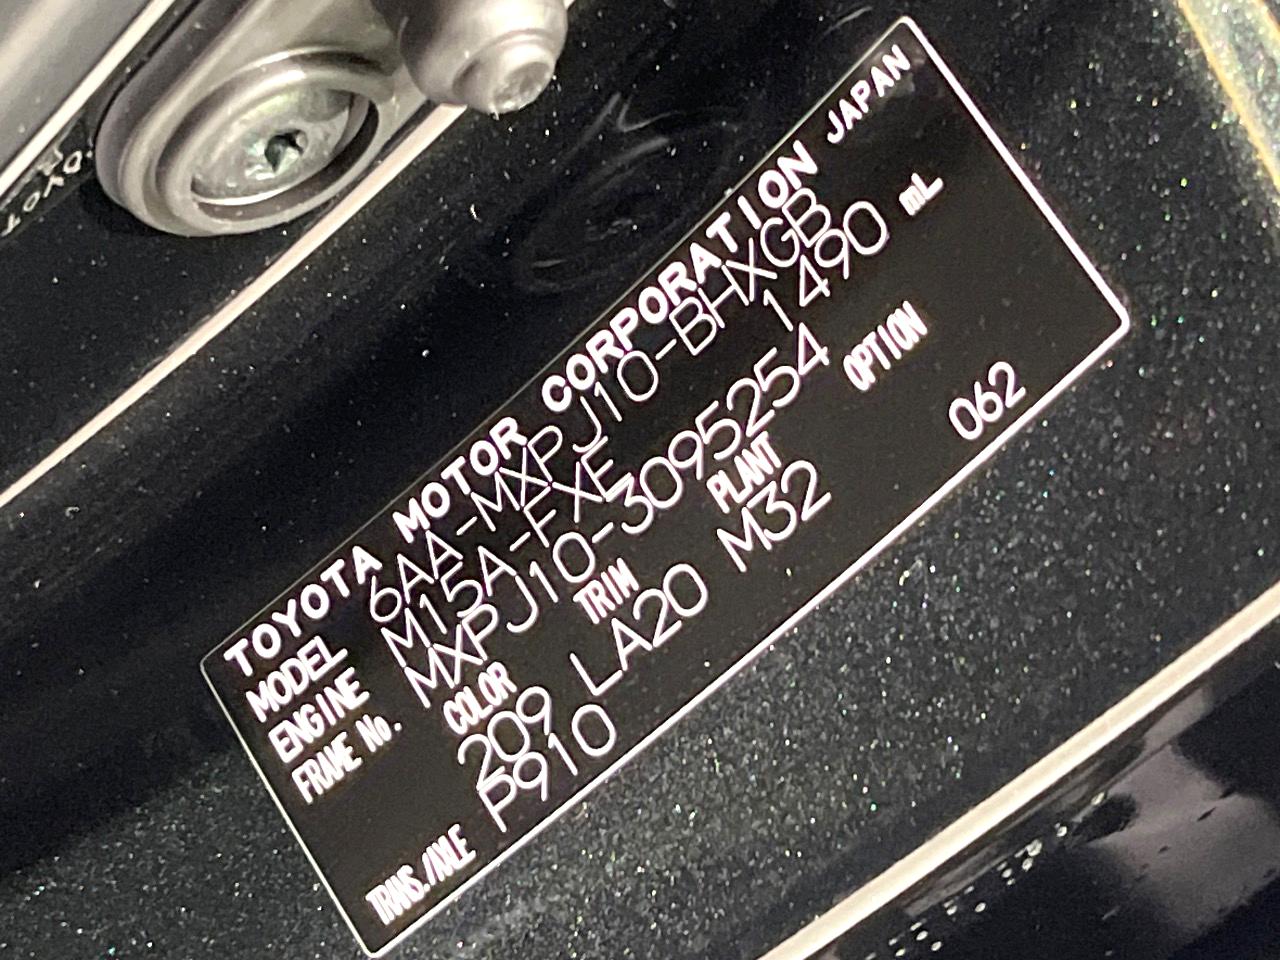 TOYOTA MOTOR CORPORATION JAPAN
MODEL 6AA-MXPJ10-BHXGB
ENGINE M15A-FXE 1490 mL
FRAME No. MXPJ10-3095254
COLOR TRIM PLANT OPTION
209 LA20 M32 062
TRANS./AXLE P910
TOYOT